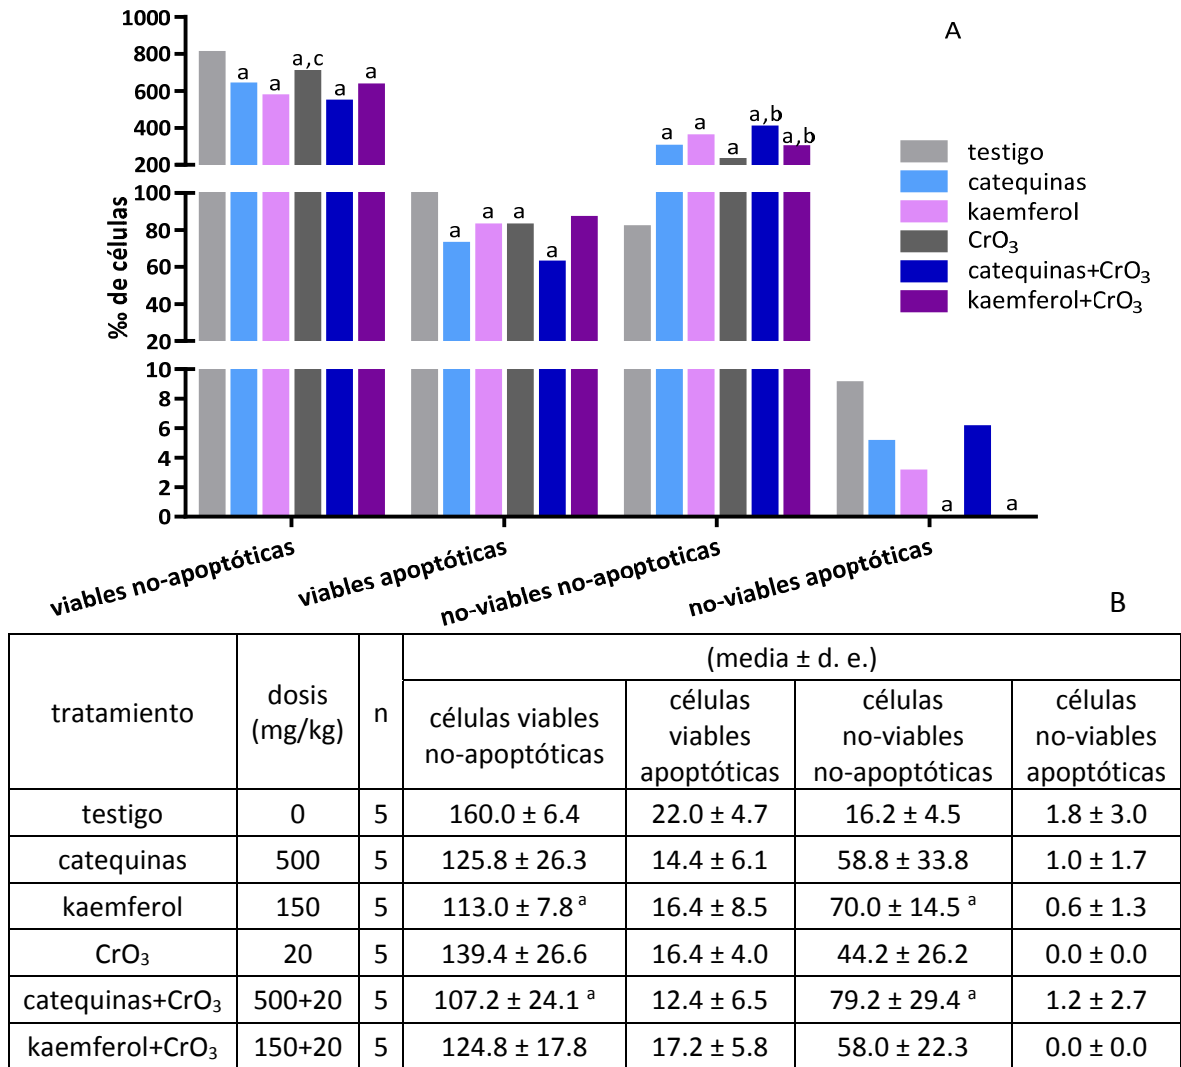 A
1000
800
600
400
200
100
80
60
40
20
10
8
6
4
2
0
‰ de células
a a a,c a a
a a a a
a a a a,b a,b
a a
testigo
catequinas
kaemferol
CrO₃
catequinas+CrO₃
kaemferol+CrO₃
viables no-apoptóticas
viables apoptóticas
no-viables no-apoptoticas
no-viables apoptóticas
B
tratamiento dosis (mg/kg) n (media ± d. e.)
células viables no-apoptóticas células viables apoptóticas células no-viables no-apoptóticas células no-viables apoptóticas
testigo 0 5 160.0 ± 6.4 22.0 ± 4.7 16.2 ± 4.5 1.8 ± 3.0
catequinas 500 5 125.8 ± 26.3 14.4 ± 6.1 58.8 ± 33.8 1.0 ± 1.7
kaemferol 150 5 113.0 ± 7.8 ᵃ 16.4 ± 8.5 70.0 ± 14.5 ᵃ 0.6 ± 1.3
CrO₃ 20 5 139.4 ± 26.6 16.4 ± 4.0 44.2 ± 26.2 0.0 ± 0.0
catequinas+CrO₃ 500+20 5 107.2 ± 24.1 ᵃ 12.4 ± 6.5 79.2 ± 29.4 ᵃ 1.2 ± 2.7
kaemferol+CrO₃ 150+20 5 124.8 ± 17.8 17.2 ± 5.8 58.0 ± 22.3 0.0 ± 0.0